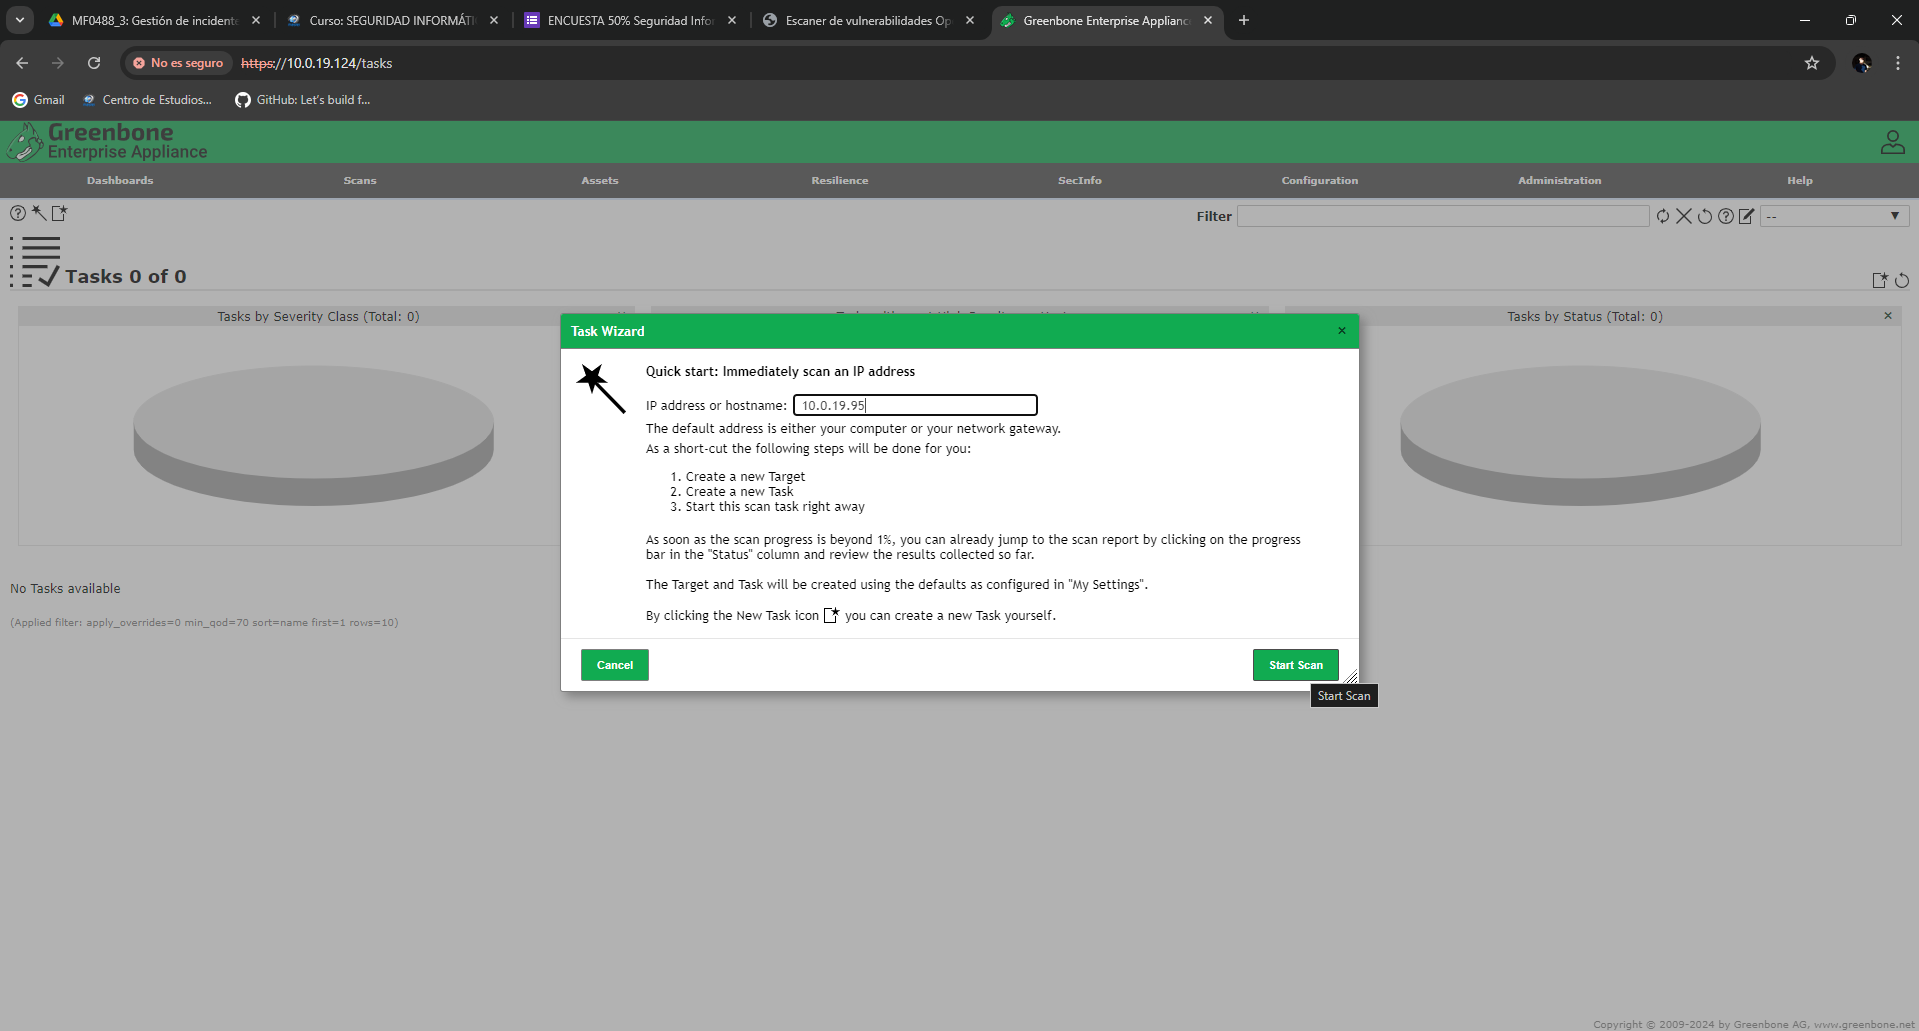 MF0488_3: Gestión de incidente
Curso: SEGURIDAD INFORMÁTI
ENCUESTA 50% Seguridad Infor
Escaner de vulnerabilidades Op
Greenbone Enterprise Appliance
No es seguro
https://10.0.19.124/tasks
Gmail
Centro de Estudios...
GitHub: Let's build f...
Greenbone
Enterprise Appliance
Dashboards
Scans
Assets
Resilience
SecInfo
Configuration
Administration
Help
Filter
--
Tasks 0 of 0
Tasks by Severity Class (Total: 0)
Tasks by Status (Total: 0)
Task Wizard
Quick start: Immediately scan an IP address
IP address or hostname: 10.0.19.95
The default address is either your computer or your network gateway.
As a short-cut the following steps will be done for you:
1. Create a new Target
2. Create a new Task
3. Start this scan task right away
As soon as the scan progress is beyond 1%, you can already jump to the scan report by clicking on the progress
bar in the "Status" column and review the results collected so far.
The Target and Task will be created using the defaults as configured in "My Settings".
By clicking the New Task icon you can create a new Task yourself.
Cancel
Start Scan
Start Scan
No Tasks available
(Applied filter: apply_overrides=0 min_qod=70 sort=name first=1 rows=10)
Copyright © 2009-2024 by Greenbone AG, www.greenbone.net